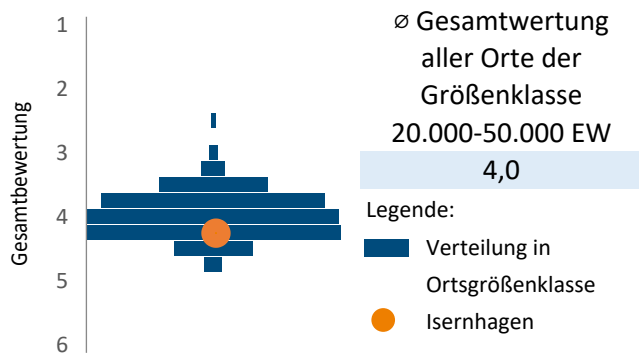 Gesamtbewertung
1
2
3
4
5
6
⌀ Gesamtwertung
aller Orte der
Größenklasse
20.000-50.000 EW
4,0
Legende:
Verteilung in
Ortsgrößenklasse
Isernhagen